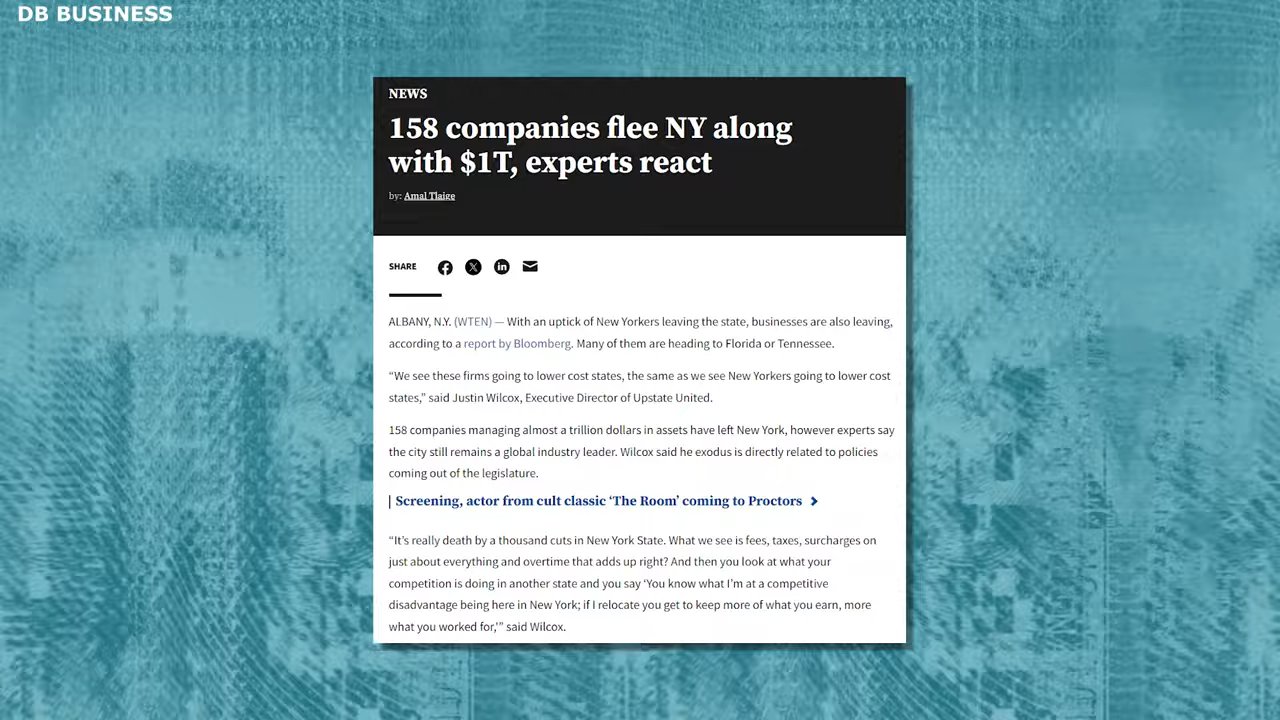 DB BUSINESS
NEWS
158 companies flee NY along
with $1T, experts react
by: Amal Tlaige
SHARE
ALBANY, N.Y. (WTEN) — With an uptick of New Yorkers leaving the state, businesses are also leaving,
according to a report by Bloomberg. Many of them are heading to Florida or Tennessee.
“We see these firms going to lower cost states, the same as we see New Yorkers going to lower cost
states,” said Justin Wilcox, Executive Director of Upstate United.
158 companies managing almost a trillion dollars in assets have left New York, however experts say
the city still remains a global industry leader. Wilcox said he exodus is directly related to policies
coming out of the legislature.
Screening, actor from cult classic ‘The Room’ coming to Proctors
“It’s really death by a thousand cuts in New York State. What we see is fees, taxes, surcharges on
just about everything and overtime that adds up right? And then you look at what your
competition is doing in another state and you say ‘You know what I’m at a competitive
disadvantage being here in New York; if I relocate you get to keep more of what you earn, more
what you worked for,’” said Wilcox.